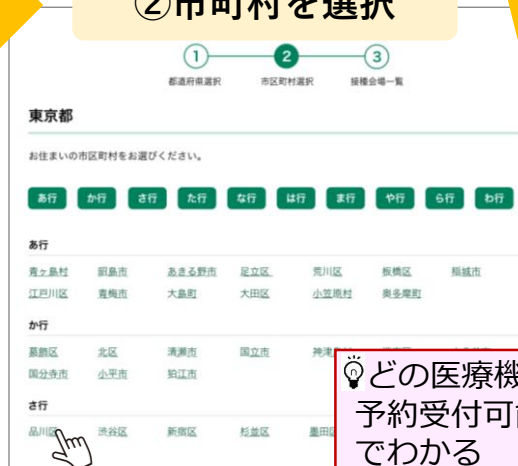 ②市町村を選択
1 2 3
都道府県選択 市区町村選択 接種会場一覧
東京都
お住まいの市区町村をお選びください。
あ行 か行 さ行 た行 な行 は行 ま行 や行 ら行 わ行
あ行
青ヶ島村 昭島市 あきる野市 足立区 荒川区 板橋区 稲城市
江戸川区 青梅市 大島町 大田区 小笠原村 奥多摩町
か行
葛飾区 北区 清瀬市 国立市
国分寺市 小平市 狛江市
さ行
品川区 渋谷区 新宿区 杉並区 墨田区
どの医療機
予約受付可能
でわかる